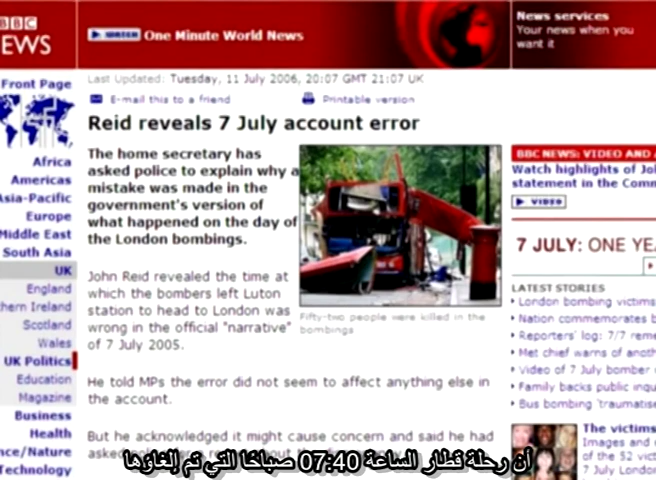 BBC
NEWS
WATCH One Minute World News
News services
Your news when you
want it
Last Updated: Tuesday, 11 July 2006, 20:07 GMT 21:07 UK
E-mail this to a friend
Printable version
Front Page
Africa
Americas
Asia-Pacific
Europe
Middle East
South Asia
UK
England
Northern Ireland
Scotland
Wales
UK Politics
Education
Magazine
Business
Health
Technology
Reid reveals 7 July account error
The home secretary has
asked police to explain why a
mistake was made in the
government's version of
what happened on the day of
the London bombings.
Fifty-two people were killed in the
bombings
John Reid revealed the time at
which the bombers left Luton
station to head to London was
wrong in the official "narrative"
of 7 July 2005.
He told MPs the error did not seem to affect anything else in
the account.
But he acknowledged it might cause concern and said he had
BBC NEWS: VIDEO AND
Watch highlights of
statement in the
VIDEO
7 JULY: ONE
LATEST STORIES
London bombing victims
Nation commemorates
Reporters' log: 7/7
Met chief warns of
Video of 7 July bomber
Family backs public
Bus bombing
The victims
Images and
of the 52
7 July London
أن رحلة قطار الساعة 07:40 صباحًا التي تم إلغاؤها